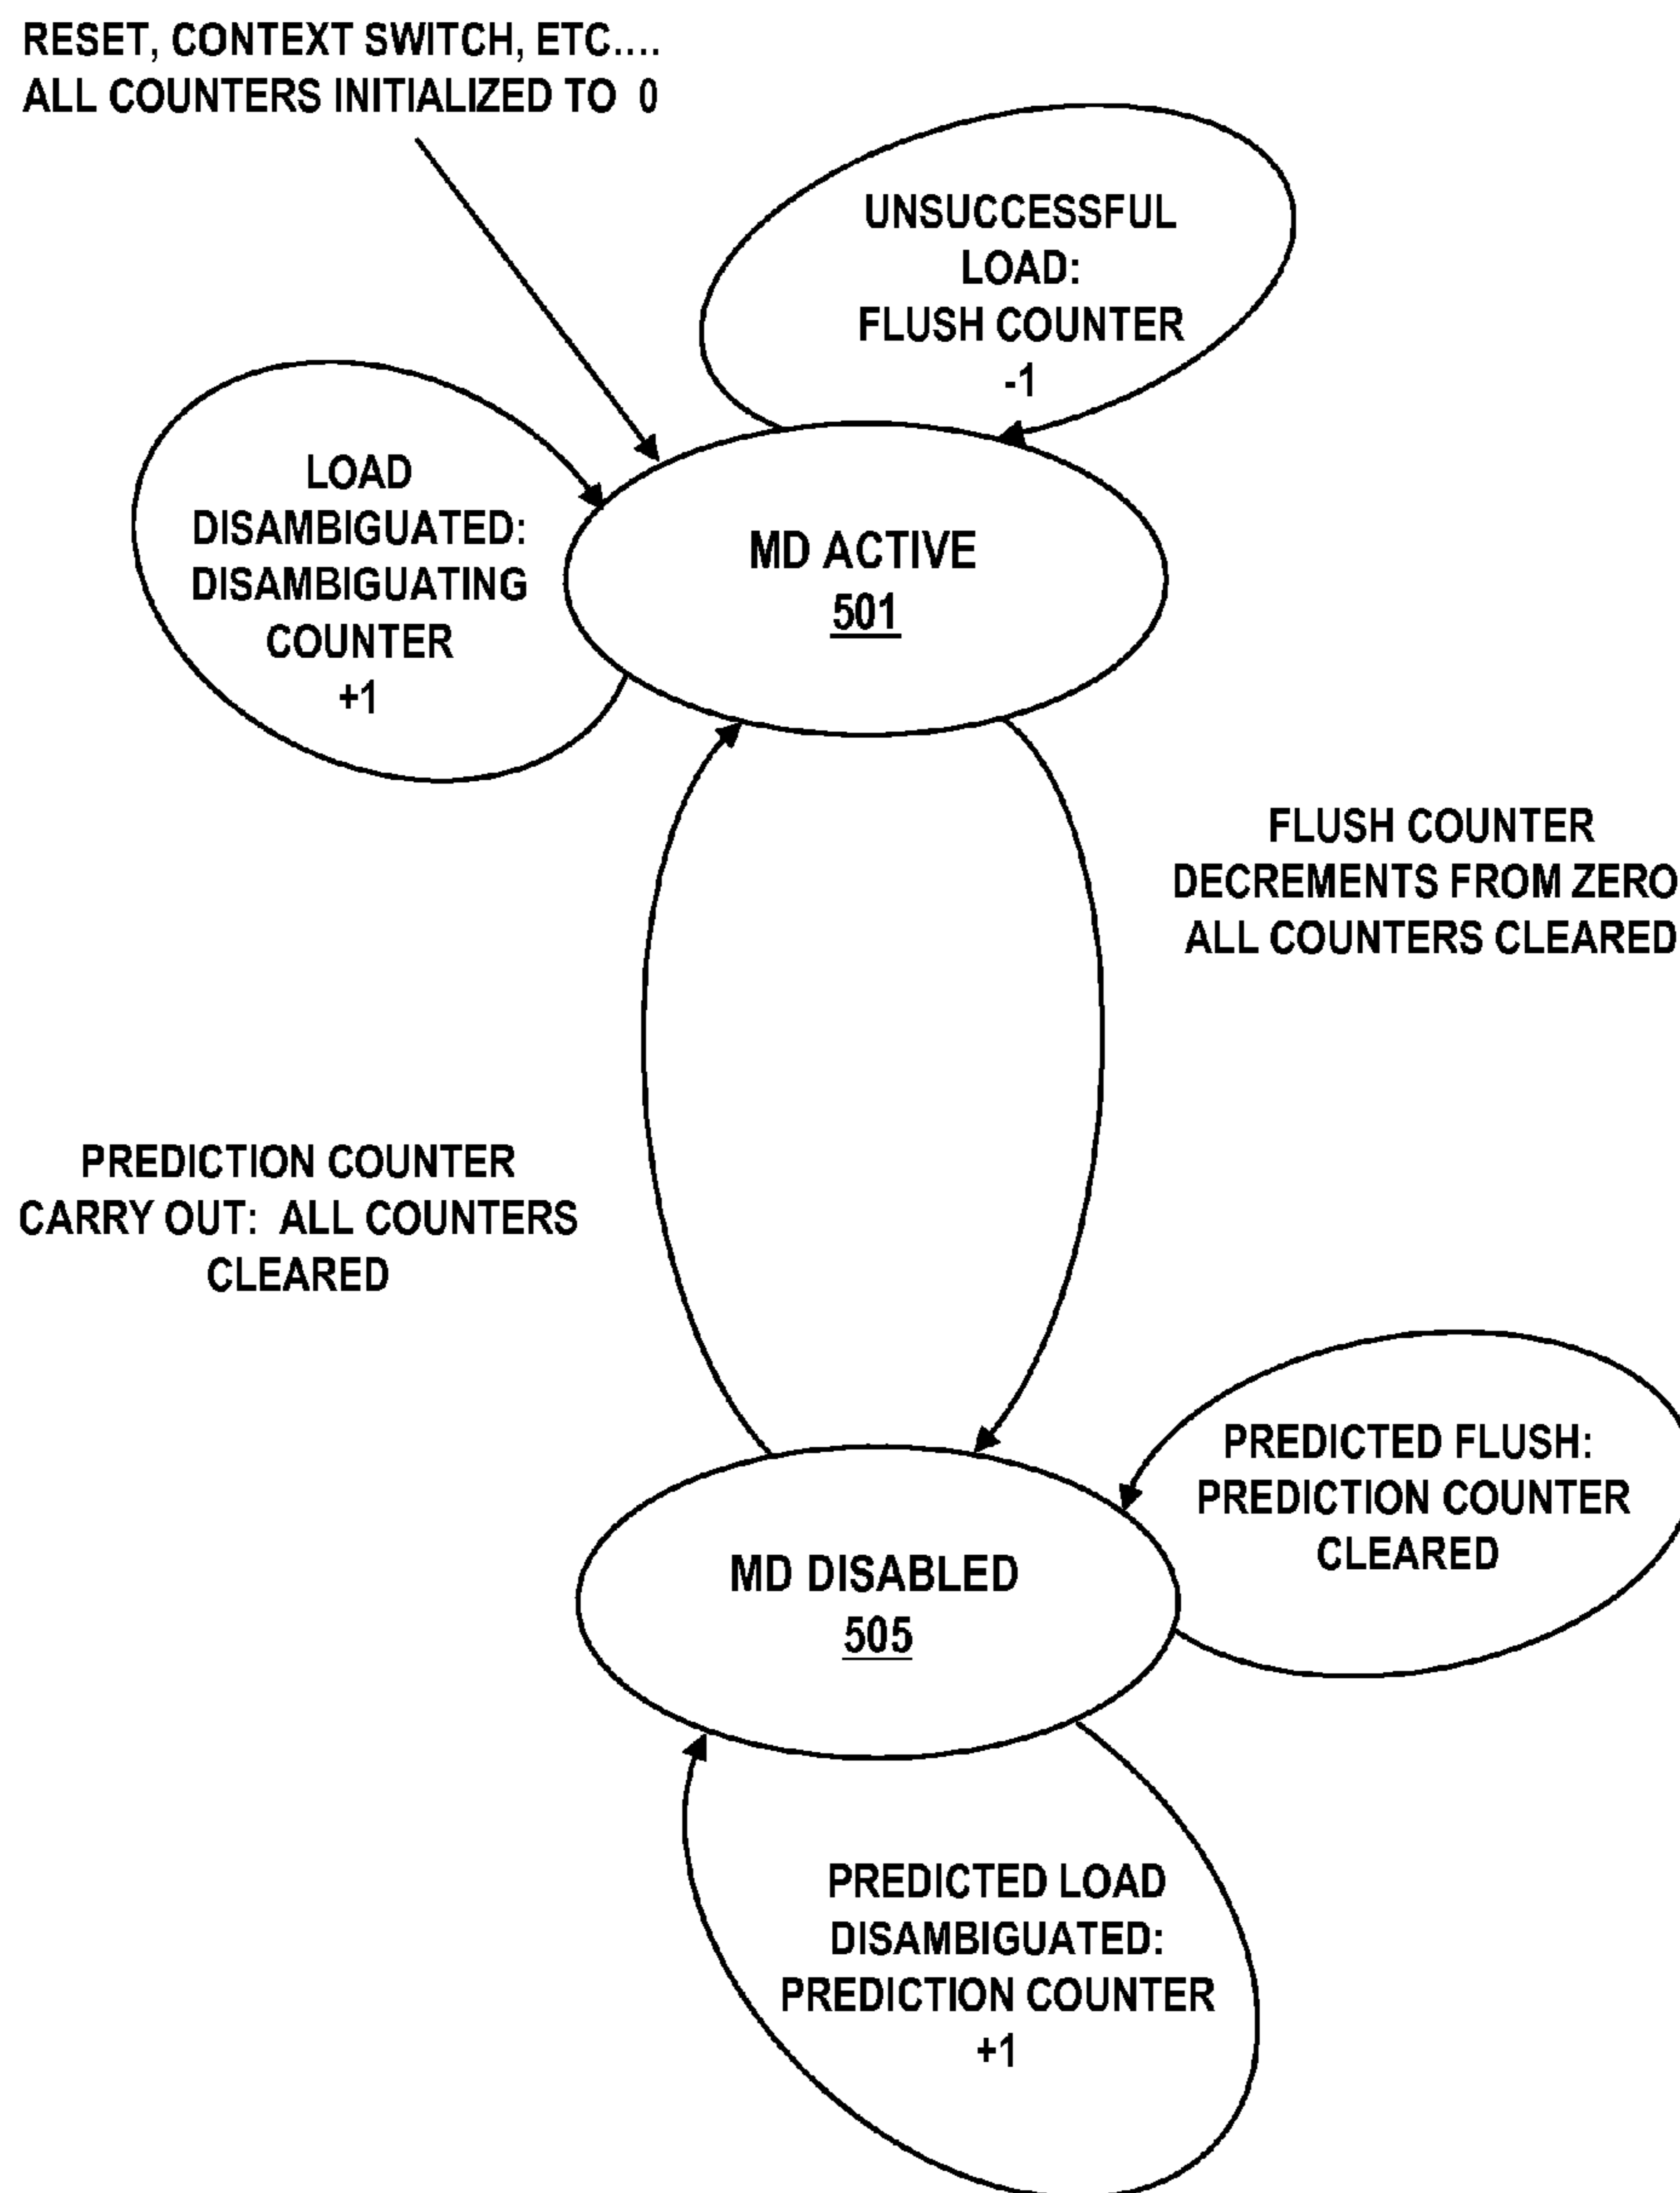 RESET, CONTEXT SWITCH, ETC....
ALL COUNTERS INITIALIZED TO 0
UNSUCCESSFUL
LOAD:
FLUSH COUNTER
-1
LOAD
DISAMBIGUATED:
DISAMBIGUATING
COUNTER
+1
MD ACTIVE
501
FLUSH COUNTER
DECREMENTS FROM ZERO
ALL COUNTERS CLEARED
PREDICTION COUNTER
CARRY OUT: ALL COUNTERS
CLEARED
PREDICTED FLUSH:
PREDICTION COUNTER
CLEARED
MD DISABLED
505
PREDICTED LOAD
DISAMBIGUATED:
PREDICTION COUNTER
+1